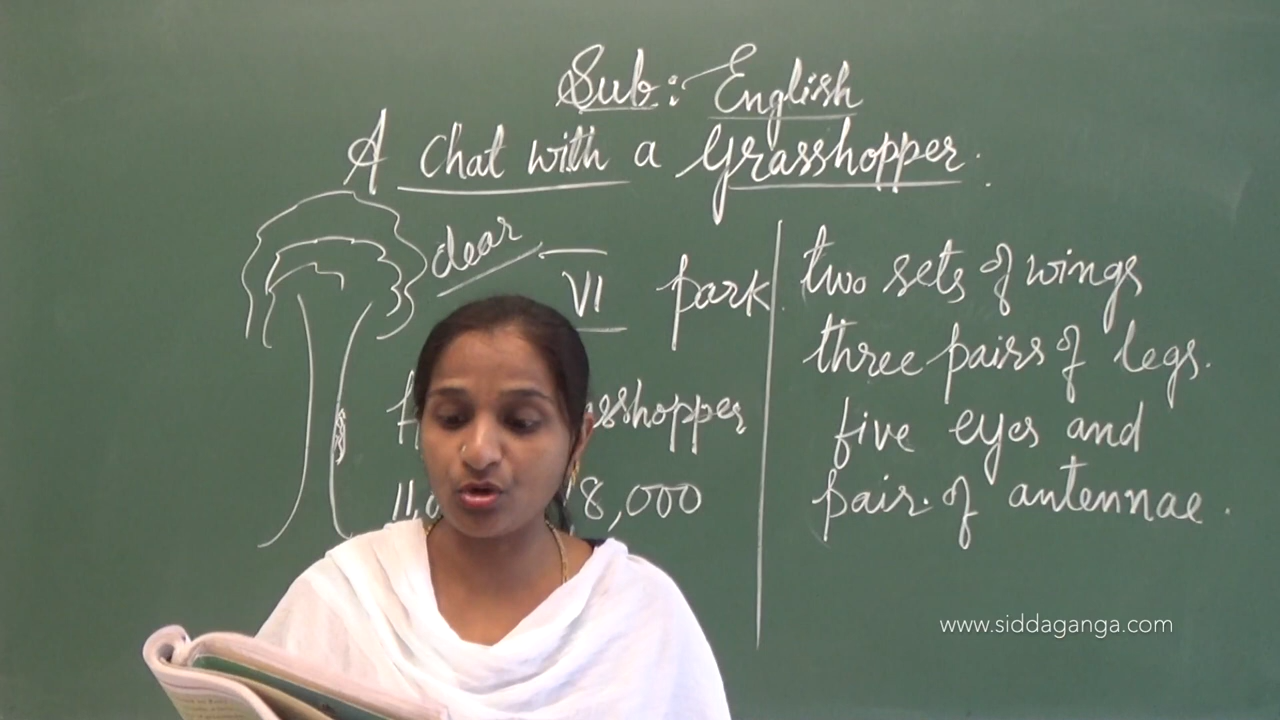 Sub: English
A Chat with a Grasshopper.
dear
VI park
two sets of wings
three pairs of legs.
five eyes and
pair of antennae.
sshopper
8,000
www.siddaganga.com